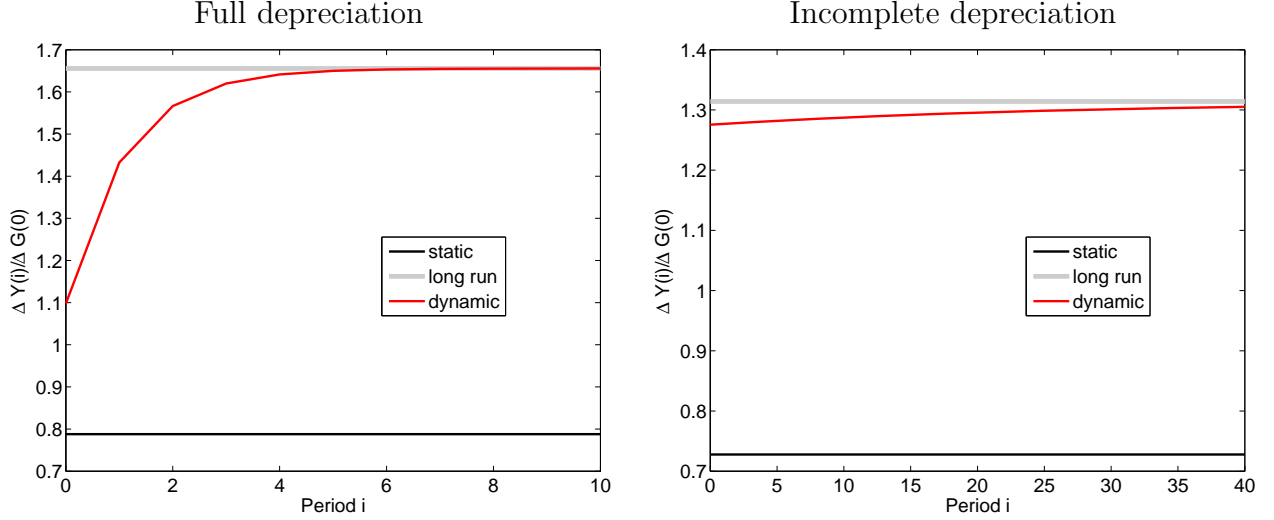 Full depreciation
1.7
1.6
1.5
1.4
1.3
1.2
1.1
1
0.9
0.8
0.7
Δ Y(i)/Δ G(0)
0 2 4 6 8 10
Period i
static
long run
dynamic
Incomplete depreciation
1.4
1.3
1.2
1.1
1
0.9
0.8
0.7
Δ Y(i)/Δ G(0)
0 5 10 15 20 25 30 35 40
Period i
static
long run
dynamic